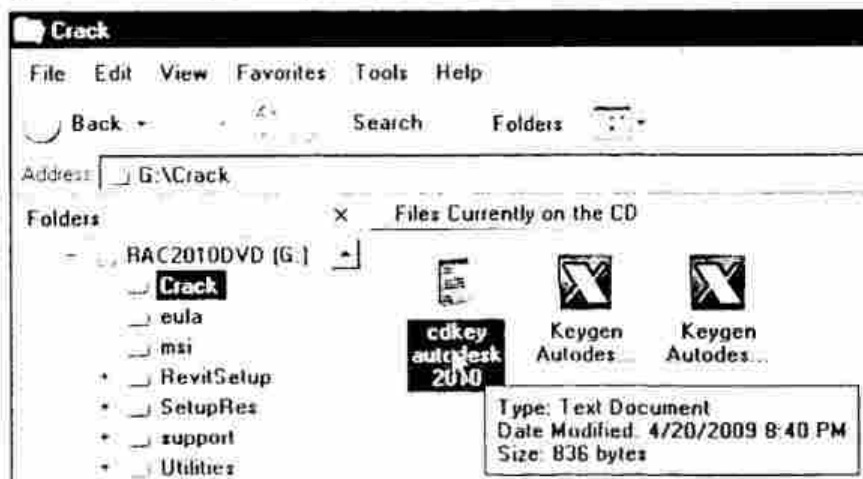 Crack
File Edit View Favorites Tools Help
Back Search Folders
Address G:\Crack
Folders × Files Currently on the CD
RAC2010DVD (G:)
Crack
eula
msi
RevitSetup
SetupRes
support
Utilities
cdkey
autodesk
2010
Keygen
Autodes...
Keygen
Autodes...
Type: Text Document
Date Modified: 4/20/2009 8:40 PM
Size: 836 bytes